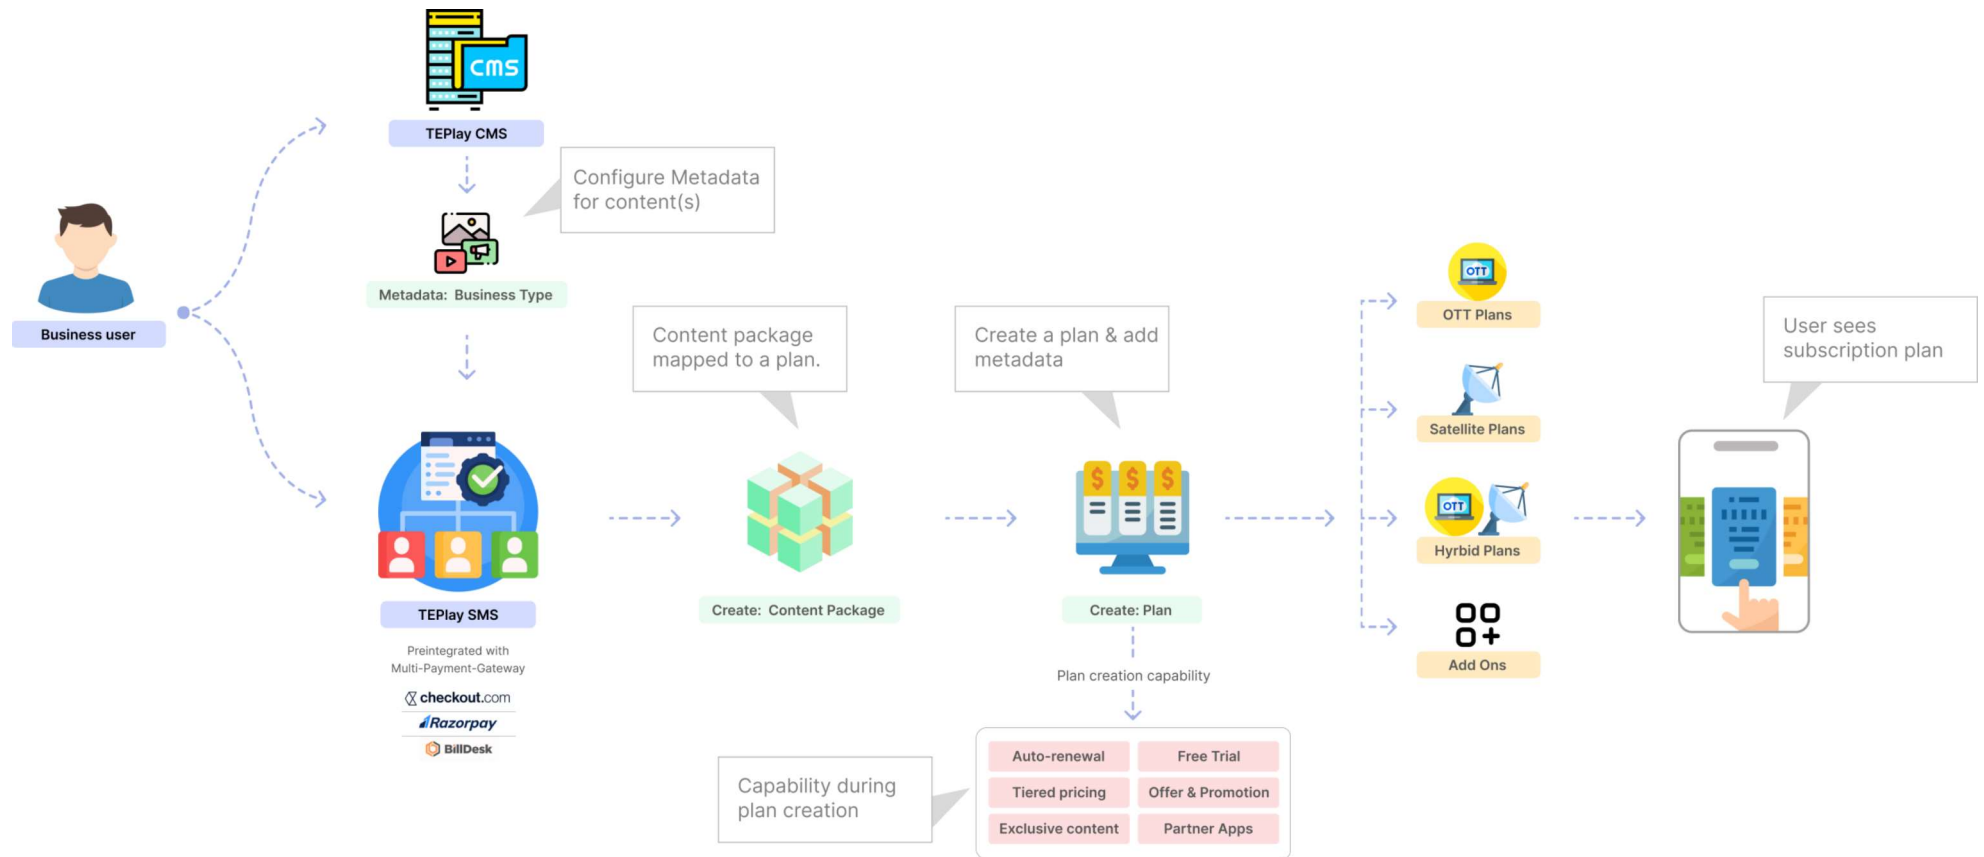 cms
TEPlay CMS
Configure Metadata
for content(s)
Metadata: Business Type
Business user
TEPlay SMS
Preintegrated with
Multi-Payment-Gateway
checkout.com
Razorpay
BillDesk
Content package
mapped to a plan.
Create: Content Package
Create a plan & add
metadata
$ $ $
Create: Plan
Plan creation capability
Capability during
plan creation
Auto-renewal
Free Trial
Tiered pricing
Offer & Promotion
Exclusive content
Partner Apps
OTT
OTT Plans
Satellite Plans
OTT
Hyrbid Plans
Add Ons
User sees
subscription plan